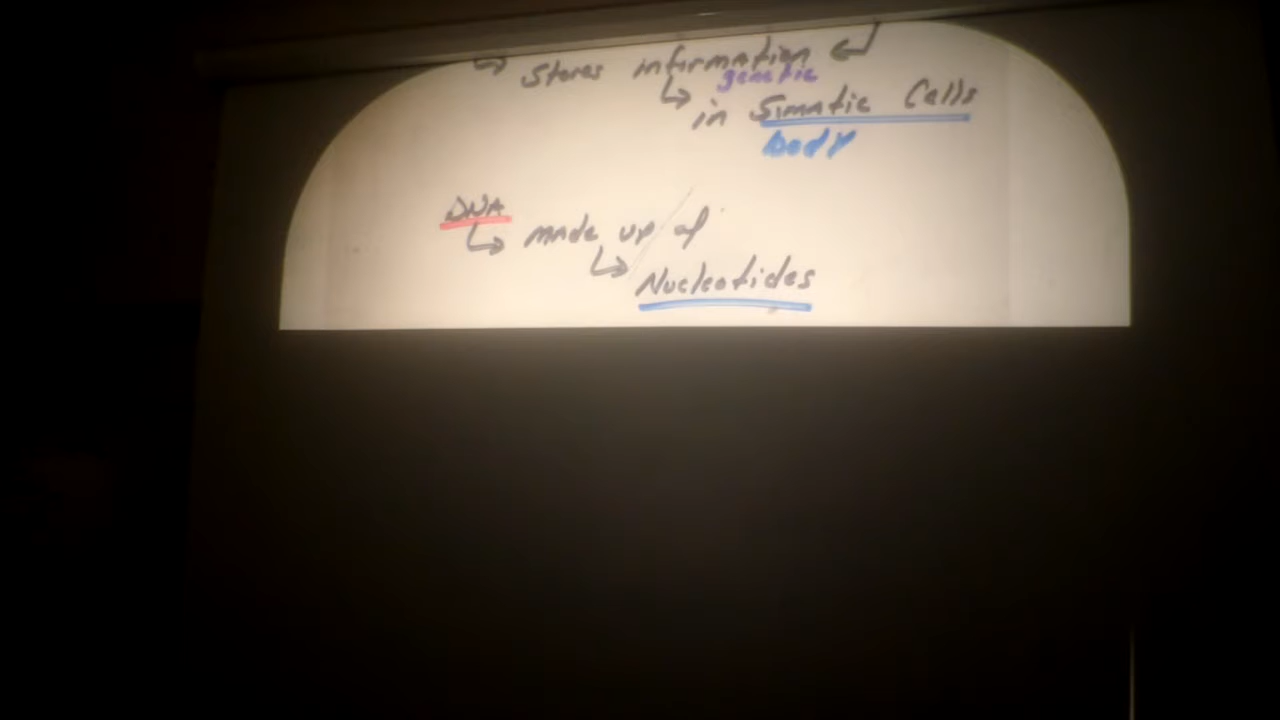 ↳ Stores information ↲
genetic
↳ in Simatic Cells
body
DNA
↳ made up of
↳ Nucleotides